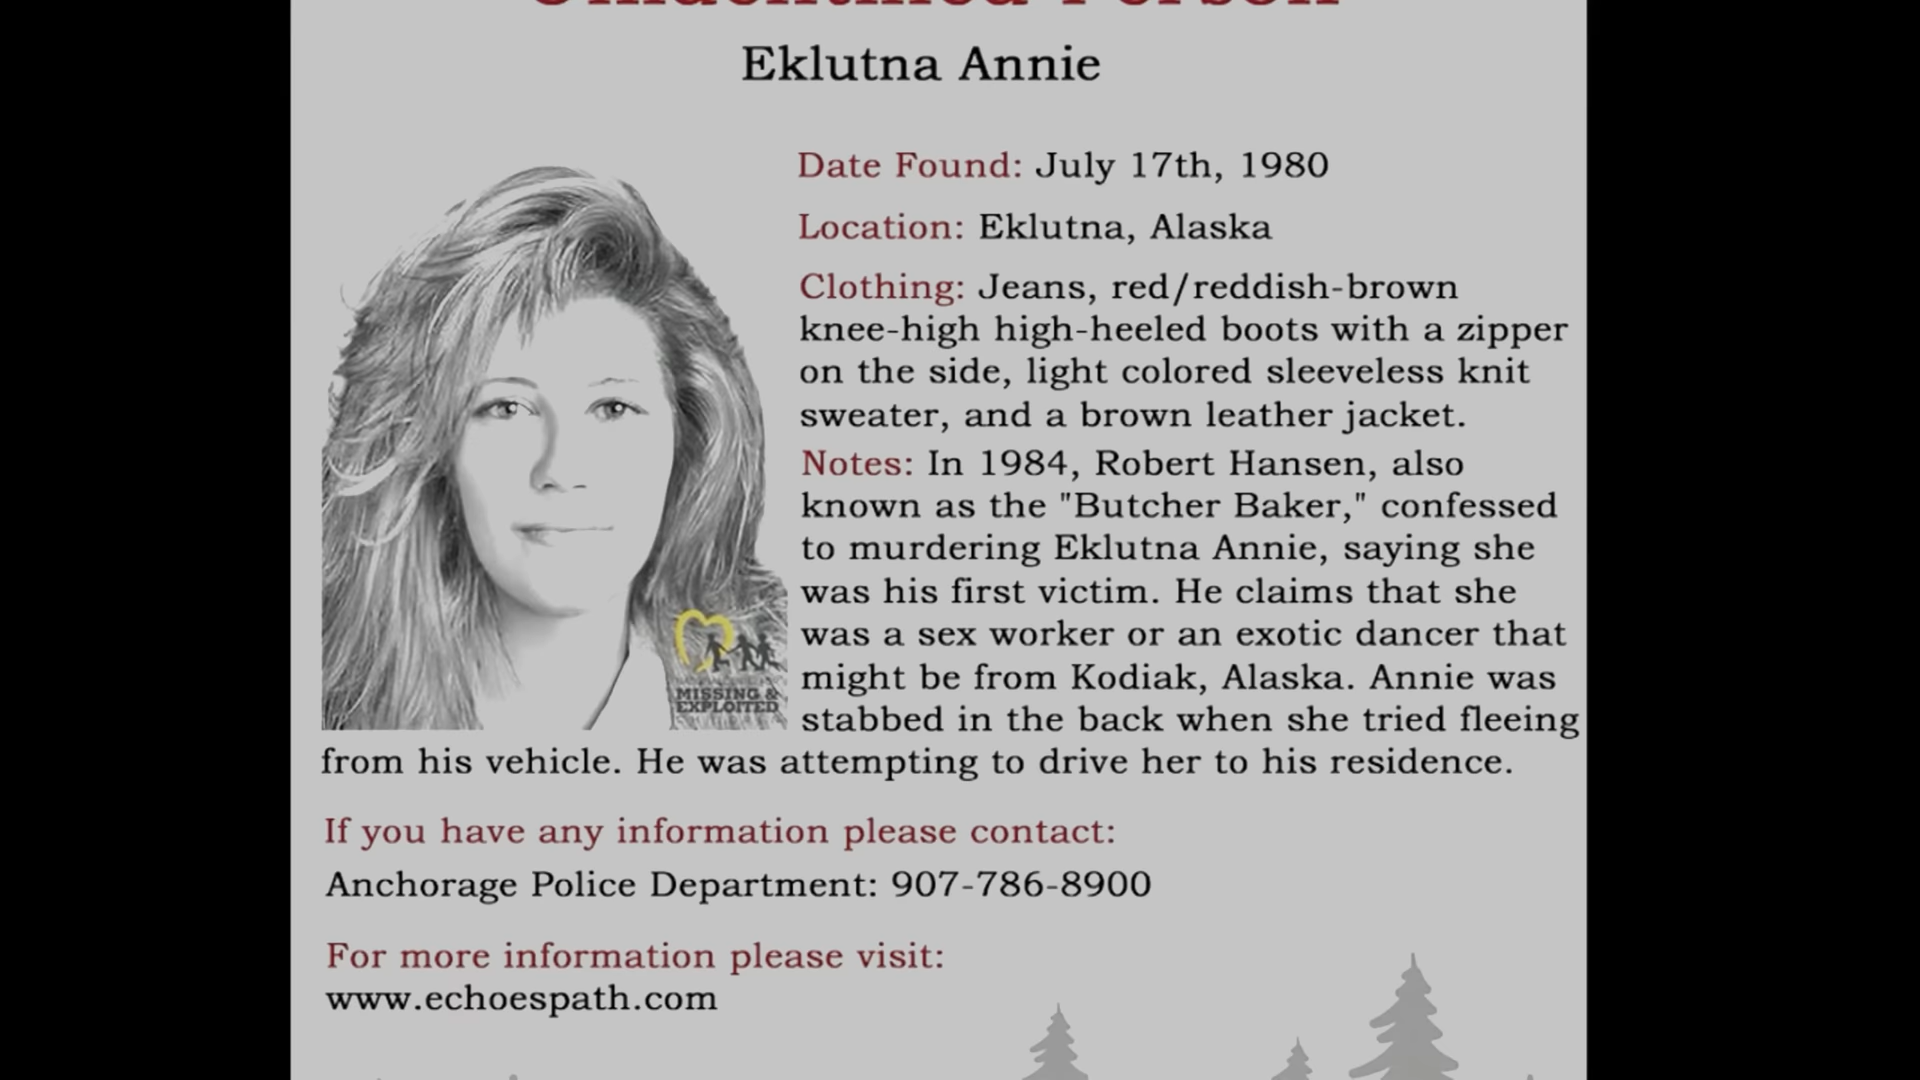 Unidentified Person
Eklutna Annie
Date Found: July 17th, 1980
Location: Eklutna, Alaska
Clothing: Jeans, red/reddish-brown
knee-high high-heeled boots with a zipper
on the side, light colored sleeveless knit
sweater, and a brown leather jacket.
Notes: In 1984, Robert Hansen, also
known as the "Butcher Baker," confessed
to murdering Eklutna Annie, saying she
was his first victim. He claims that she
was a sex worker or an exotic dancer that
might be from Kodiak, Alaska. Annie was
stabbed in the back when she tried fleeing
from his vehicle. He was attempting to drive her to his residence.
MISSING &
EXPLOITED
If you have any information please contact:
Anchorage Police Department: 907-786-8900
For more information please visit:
www.echoespath.com